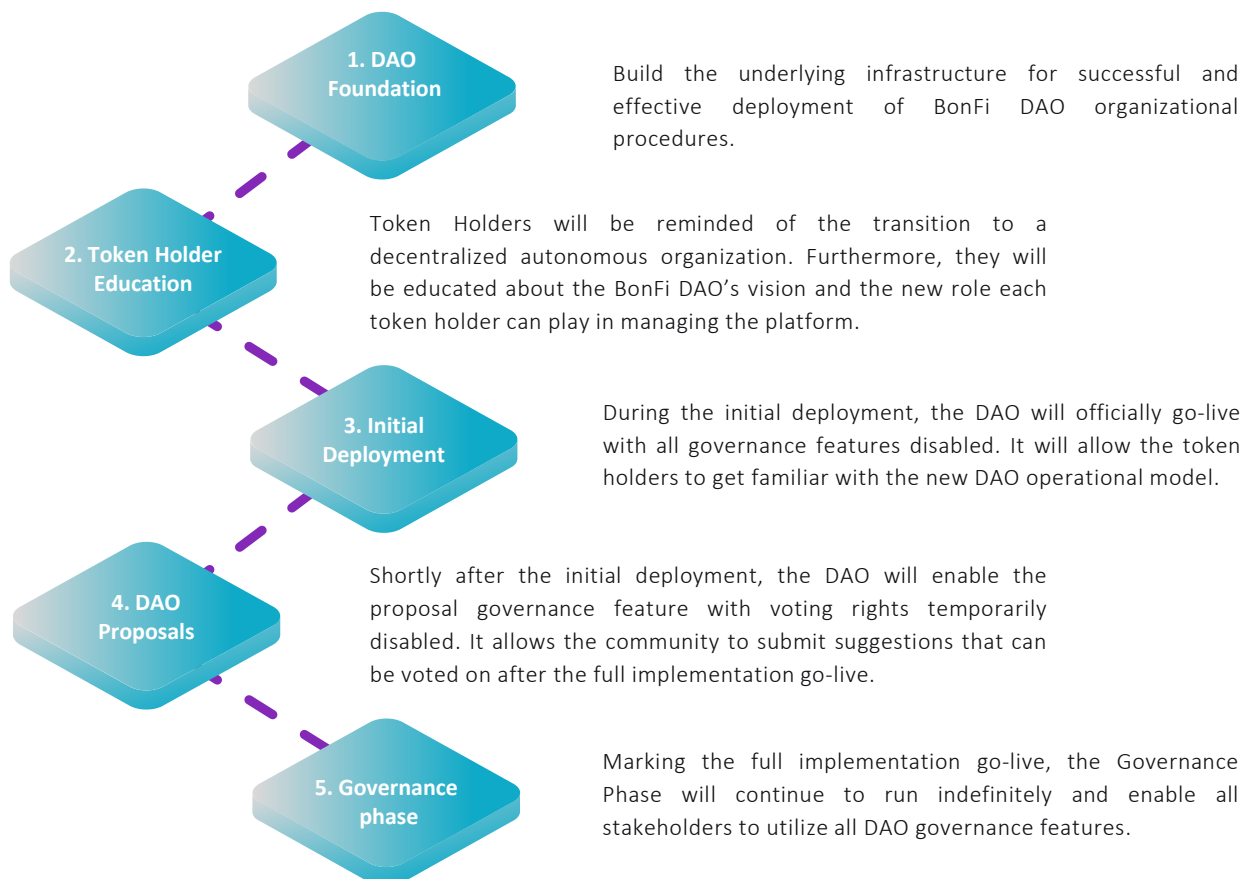 1. DAO
Foundation
Build the underlying infrastructure for successful and
effective deployment of BonFi DAO organizational
procedures.
2. Token Holder
Education
Token Holders will be reminded of the transition to a
decentralized autonomous organization. Furthermore, they will
be educated about the BonFi DAO’s vision and the new role each
token holder can play in managing the platform.
3. Initial
Deployment
During the initial deployment, the DAO will officially go-live
with all governance features disabled. It will allow the token
holders to get familiar with the new DAO operational model.
4. DAO
Proposals
Shortly after the initial deployment, the DAO will enable the
proposal governance feature with voting rights temporarily
disabled. It allows the community to submit suggestions that can
be voted on after the full implementation go-live.
5. Governance
phase
Marking the full implementation go-live, the Governance
Phase will continue to run indefinitely and enable all
stakeholders to utilize all DAO governance features.